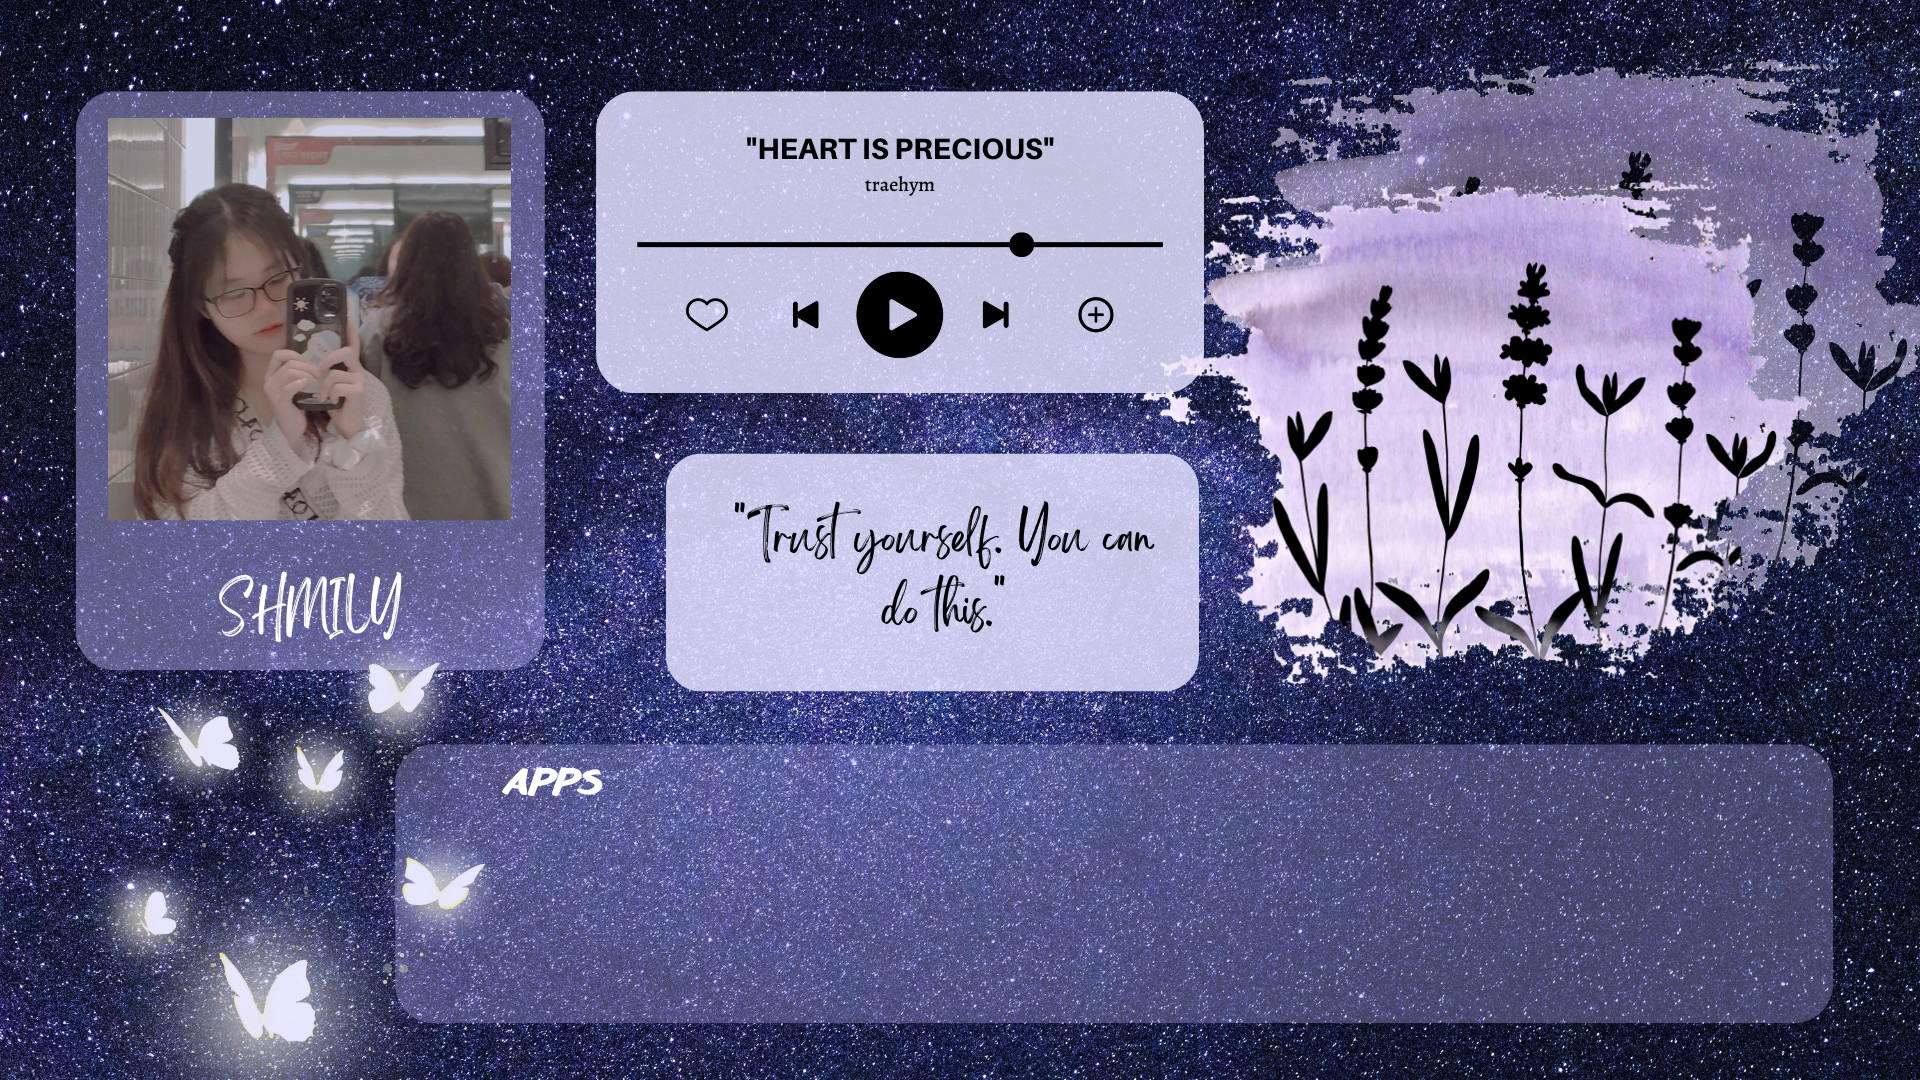 "HEART IS PRECIOUS"
traehym
"Trust yourself. You can
do this."
SHMILY
APPS